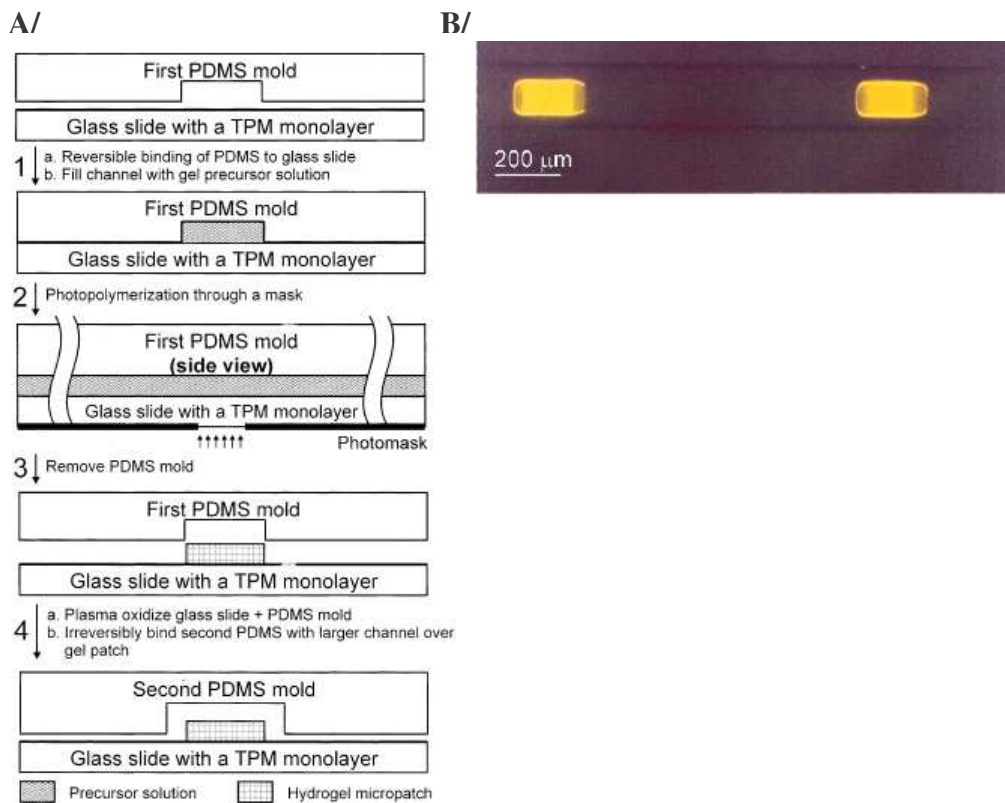 A/
B/
First PDMS mold
Glass slide with a TPM monolayer
1
a. Reversible binding of PDMS to glass slide
b. Fill channel with gel precursor solution
First PDMS mold
Glass slide with a TPM monolayer
2
Photopolymerization through a mask
First PDMS mold
(side view)
Glass slide with a TPM monolayer
Photomask
3
Remove PDMS mold
First PDMS mold
Glass slide with a TPM monolayer
4
a. Plasma oxidize glass slide + PDMS mold
b. Irreversibly bind second PDMS with larger channel over
gel patch
Second PDMS mold
Glass slide with a TPM monolayer
Precursor solution
Hydrogel micropatch
200 μm